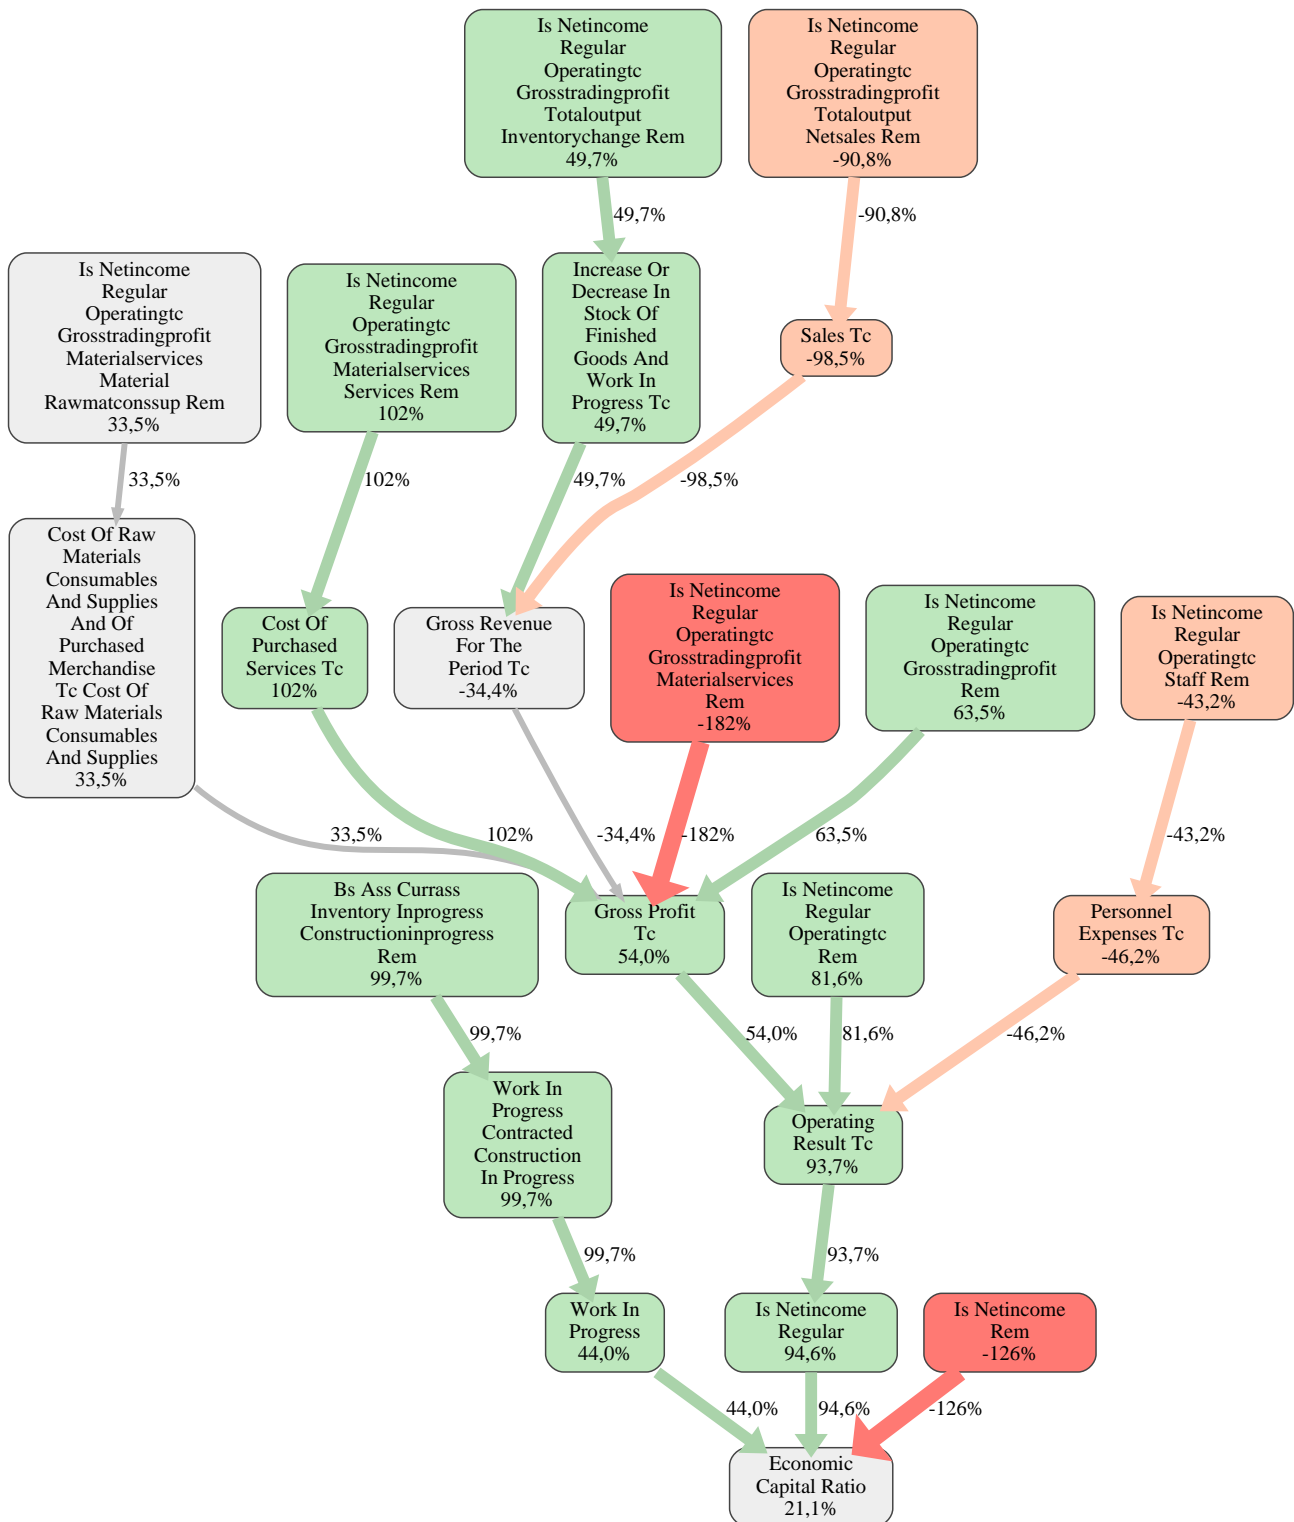 Is Netincome
Regular
Operatingtc
Grosstradingprofit
Totaloutput
Inventorychange Rem
49,7%
Is Netincome
Regular
Operatingtc
Grosstradingprofit
Totaloutput
Netsales Rem
-90,8%
49,7%
-90,8%
Is Netincome
Regular
Operatingtc
Grosstradingprofit
Materialservices
Material
Rawmatconssup Rem
33,5%
Is Netincome
Regular
Operatingtc
Grosstradingprofit
Materialservices
Services Rem
102%
Increase Or
Decrease In
Stock Of
Finished
Goods And
Work In
Progress Tc
49,7%
Sales Tc
-98,5%
33,5%
102%
49,7%
-98,5%
Cost Of Raw
Materials
Consumables
And Supplies
And Of
Purchased
Merchandise
Tc Cost Of
Raw Materials
Consumables
And Supplies
33,5%
Cost Of
Purchased
Services Tc
102%
Gross Revenue
For The
Period Tc
-34,4%
Is Netincome
Regular
Operatingtc
Grosstradingprofit
Materialservices
Rem
-182%
Is Netincome
Regular
Operatingtc
Grosstradingprofit
Rem
63,5%
Is Netincome
Regular
Operatingtc
Staff Rem
-43,2%
33,5%
102%
-34,4%
-182%
63,5%
-43,2%
Bs Ass Currass
Inventory Inprogress
Constructioninprogress
Rem
99,7%
Gross Profit
Tc
54,0%
Is Netincome
Regular
Operatingtc
Rem
81,6%
Personnel
Expenses Tc
-46,2%
99,7%
54,0%
81,6%
-46,2%
Work In
Progress
Contracted
Construction
In Progress
99,7%
Operating
Result Tc
93,7%
99,7%
93,7%
Work In
Progress
44,0%
Is Netincome
Regular
94,6%
Is Netincome
Rem
-126%
44,0%
94,6%
-126%
Economic
Capital Ratio
21,1%